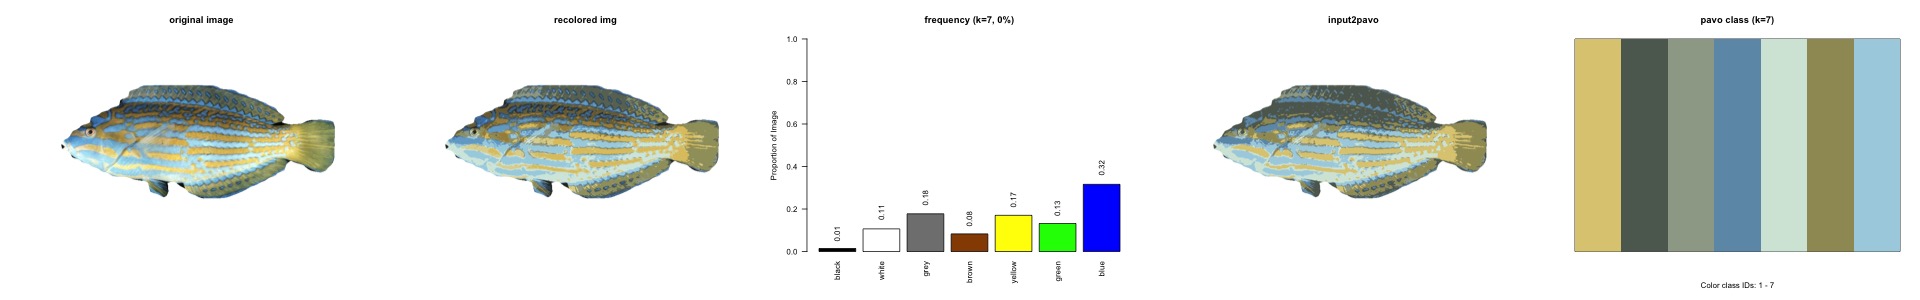 original image
recolored img
frequency (k=7, 0%)
input2pavo
pavo class (k=7)
Proportion of Image
1.0
0.8
0.6
0.4
0.2
0.0
0.01
0.11
0.18
0.08
0.17
0.13
0.32
black
white
grey
brown
yellow
green
blue
Color class IDs: 1 - 7